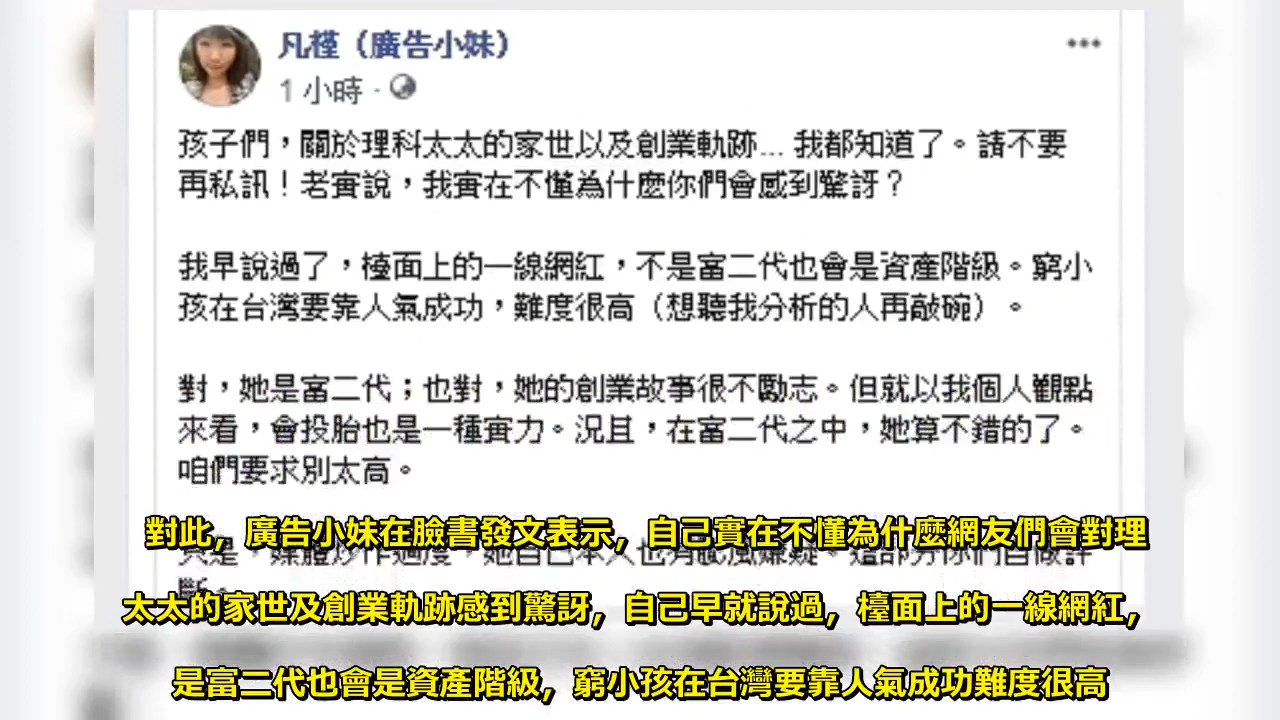 凡槿（廣告小妹）
1 小時
孩子們，關於理科太太的家世以及創業軌跡... 我都知道了。請不要
再私訊！老實說，我實在不懂為什麼你們會感到驚訝？
我早說過了，檯面上的一線網紅，不是富二代也會是資產階級。窮小
孩在台灣要靠人氣成功，難度很高（想聽我分析的人再敲碗）。
對，她是富二代；也對，她的創業故事很不勵志。但就以我個人觀點
來看，會投胎也是一種實力。況且，在富二代之中，她算不錯的了。
咱們要求別太高。
對此，廣告小妹在臉書發文表示，自己實在不懂為什麼網友們會對理
太太的家世及創業軌跡感到驚訝，自己早就說過，檯面上的一線網紅，
是富二代也會是資產階級，窮小孩在台灣要靠人氣成功難度很高